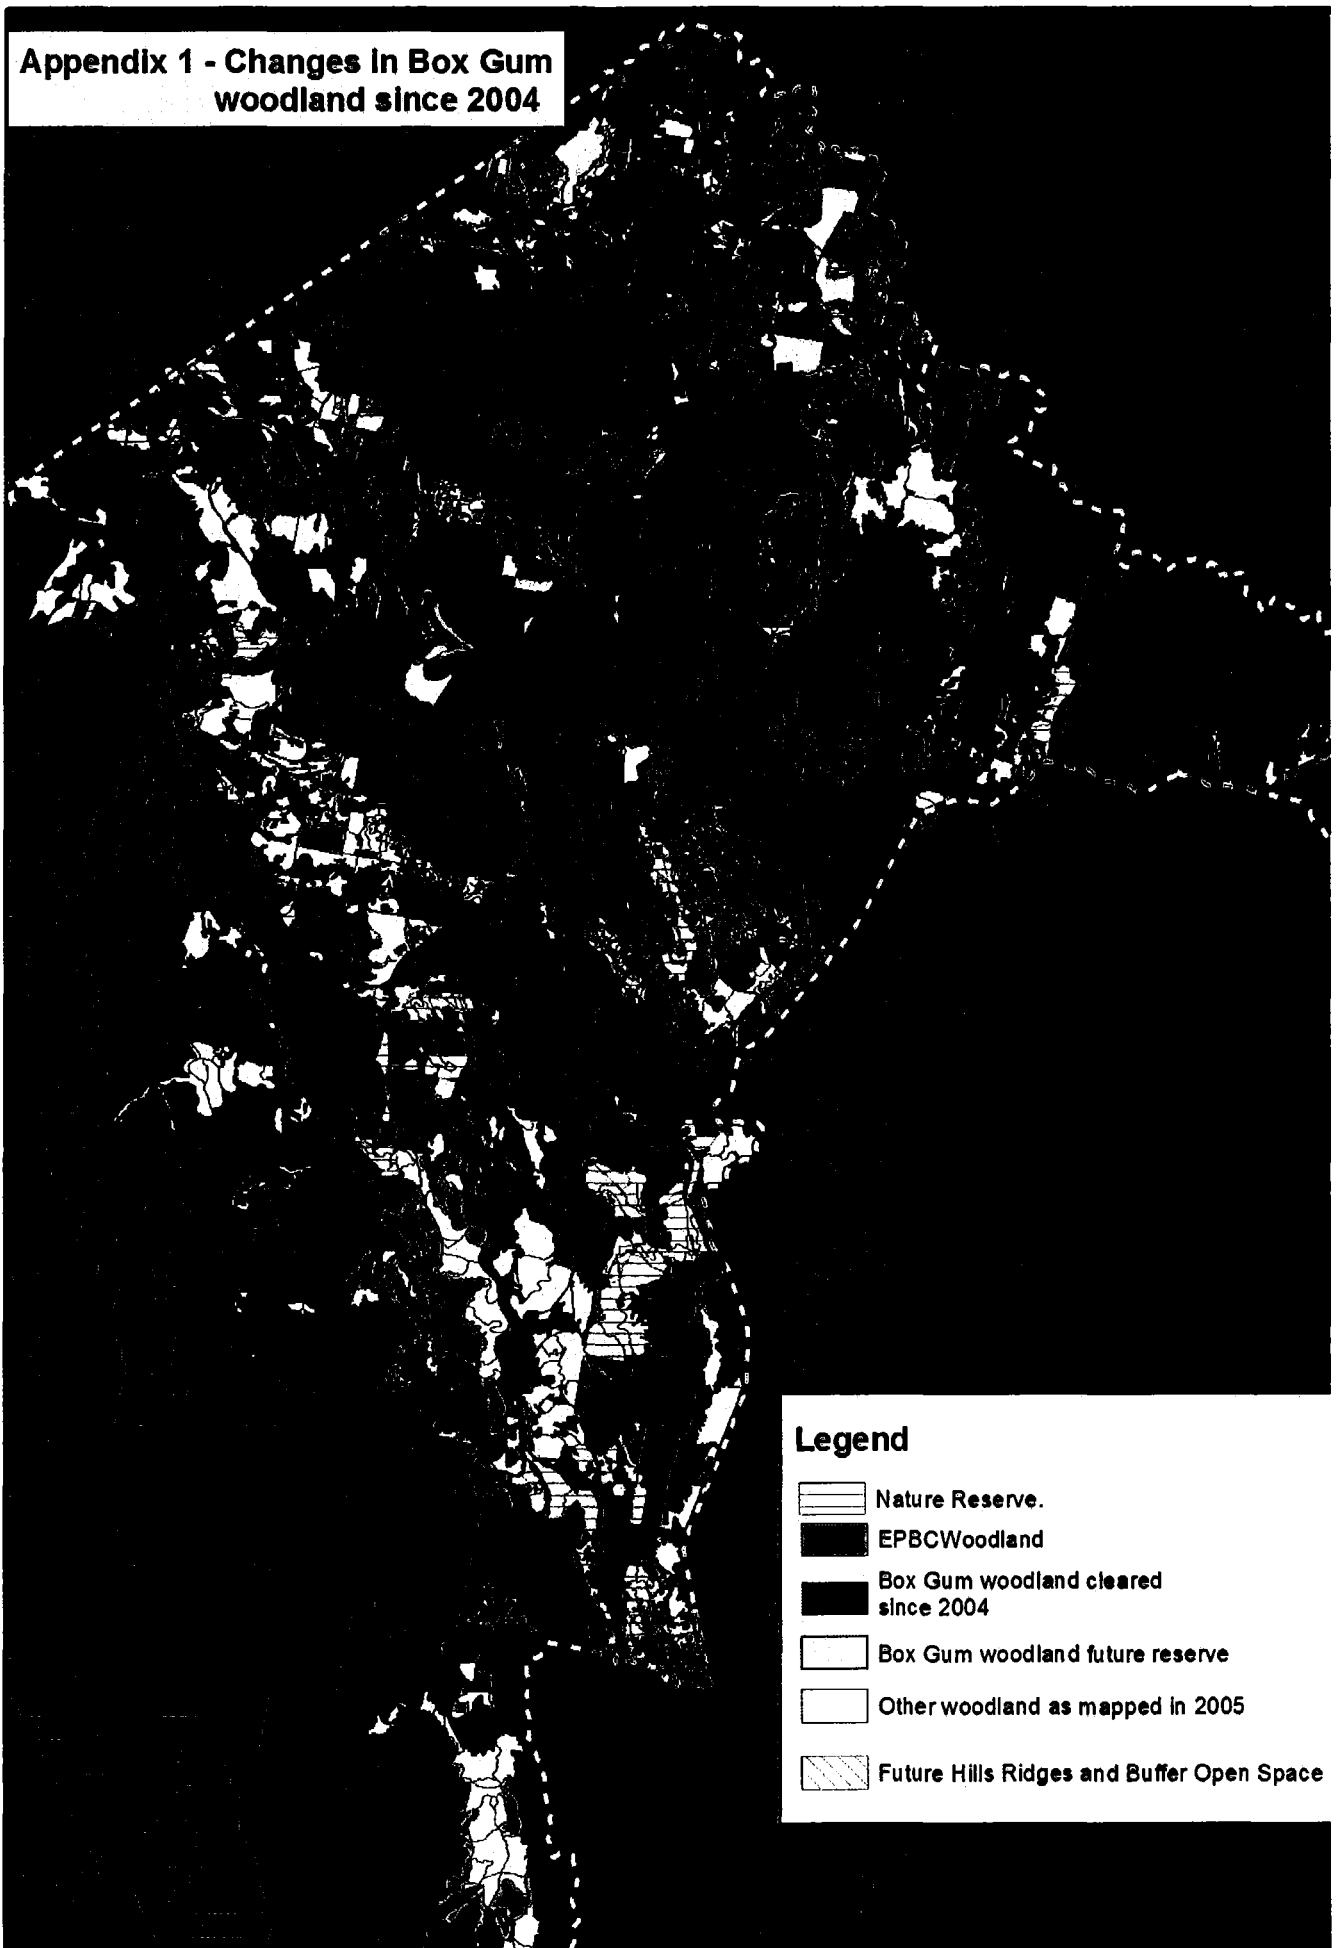 Appendix 1 - Changes in Box Gum
woodland since 2004
Legend
Nature Reserve.
EPBCWoodland
Box Gum woodland cleared
since 2004
Box Gum woodland future reserve
Other woodland as mapped in 2005
Future Hills Ridges and Buffer Open Space